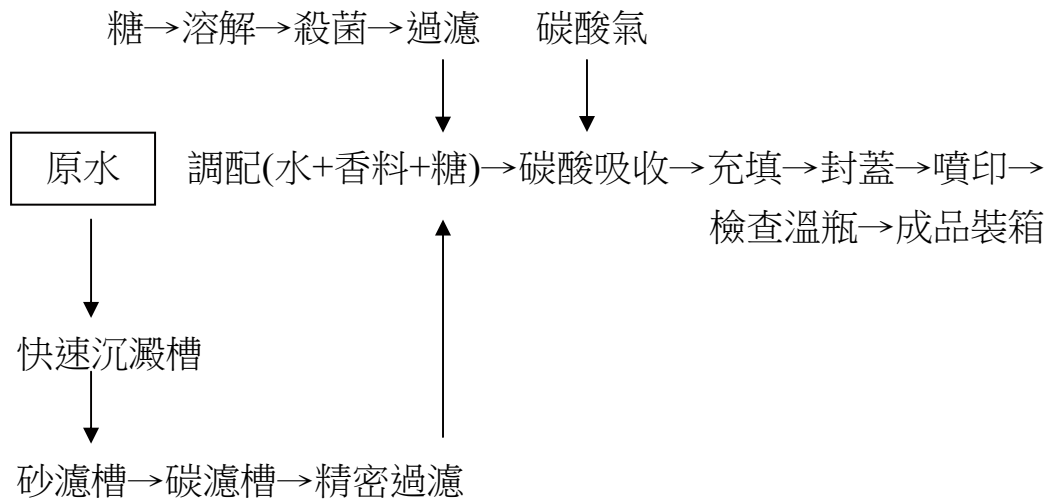 糖→溶解→殺菌→過濾 碳酸氣
原水 調配(水+香料+糖)→碳酸吸收→充填→封蓋→噴印→
檢查溫瓶→成品裝箱
快速沉澱槽
砂濾槽→碳濾槽→精密過濾